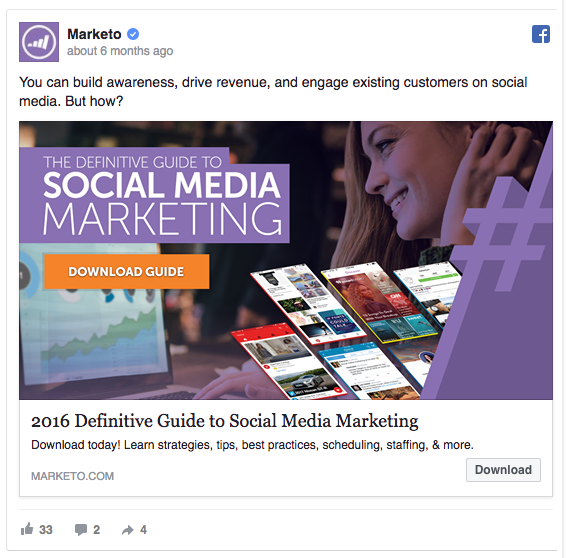 Marketo
about 6 months ago
You can build awareness, drive revenue, and engage existing customers on social
media. But how?
THE DEFINITIVE GUIDE TO
SOCIAL MEDIA
MARKETING
DOWNLOAD GUIDE
#
2016 Definitive Guide to Social Media Marketing
Download today! Learn strategies, tips, best practices, scheduling, staffing, & more.
MARKETO.COM
Download
33 2 4